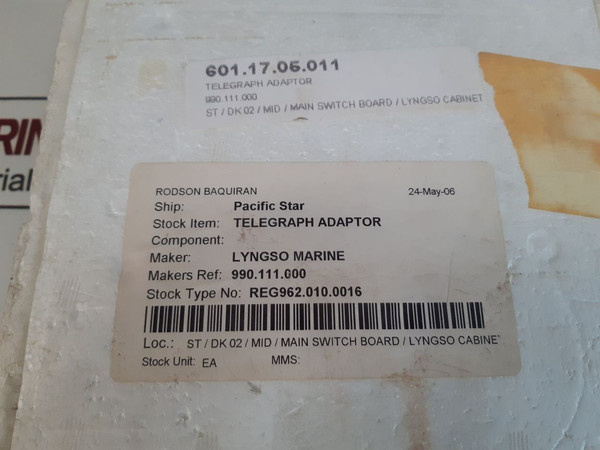 601.17.06.011
TELEGRAPH ADAPTOR
990.111.000
ST / DK 02 / MID / MAIN SWITCH BOARD / LYNGSO CABINET
RODSON BAQUIRAN 24-May-06
Ship: Pacific Star
Stock Item: TELEGRAPH ADAPTOR
Component:
Maker: LYNGSO MARINE
Makers Ref: 990.111.000
Stock Type No: REG962.010.0016
Loc.: ST / DK 02 / MID / MAIN SWITCH BOARD / LYNGSO CABINE
Stock Unit: EA MMS: